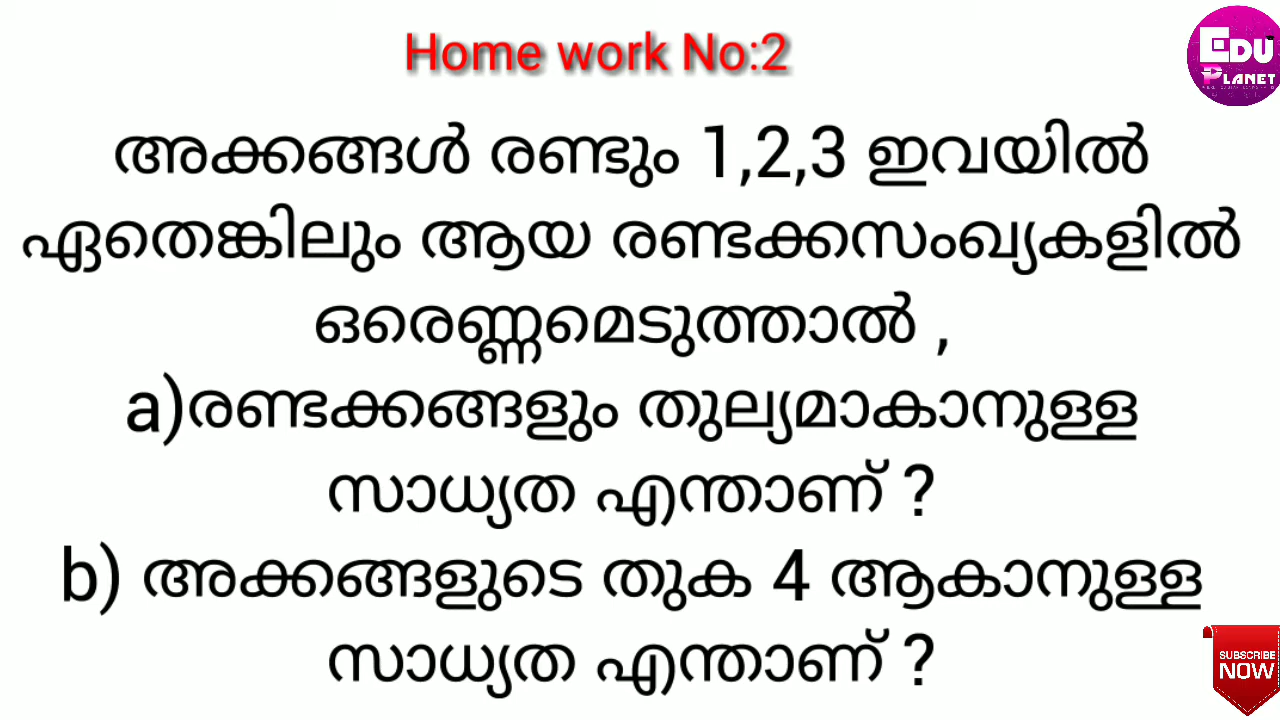 Home work No:2
EDU
PLANET
അക്കങ്ങൾ രണ്ടും 1,2,3 ഇവയിൽ
ഏതെങ്കിലും ആയ രണ്ടക്കസംഖ്യകളിൽ
ഒരെണ്ണമെടുത്താൽ ,
a)രണ്ടക്കങ്ങളും തുല്യമാകാനുള്ള
സാധ്യത എന്താണ് ?
b) അക്കങ്ങളുടെ തുക 4 ആകാനുള്ള
സാധ്യത എന്താണ് ?
SUBSCRIBE
NOW